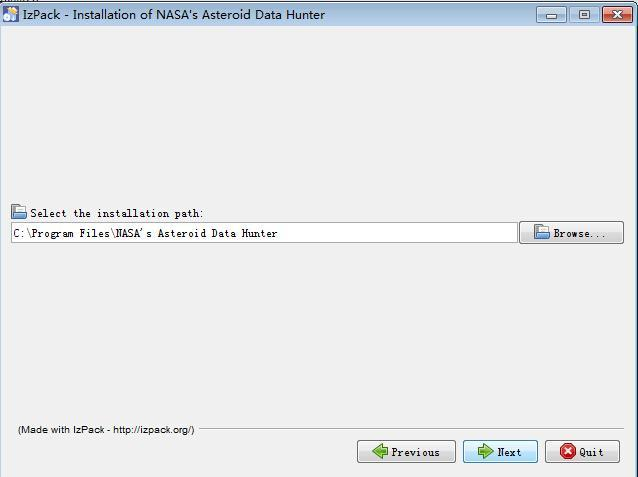 IzPack - Installation of NASA's Asteroid Data Hunter
Select the installation path:
C:\Program Files\NASA's Asteroid Data Hunter
Browse...
(Made with IzPack - http://izpack.org/)
Previous
Next
Quit